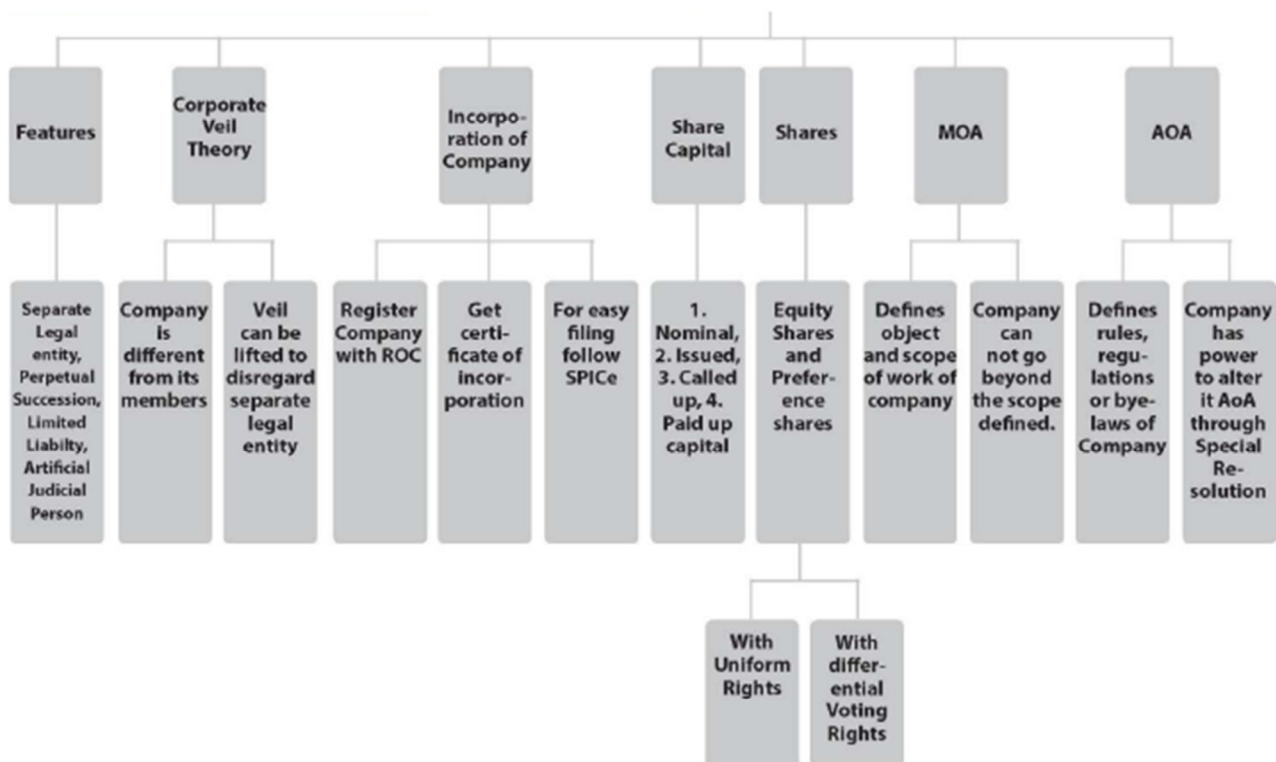 Features
Corporate
Veil
Theory
Incorpo-
ration of
Company
Share
Capital
Shares
MOA
AOA
Separate
Legal
entity,
Perpetual
Succession,
Limited
Liabilty,
Artificial
Judicial
Person
Company
is
different
from its
members
Veil
can be
lifted to
disregard
separate
legal
entity
Register
Company
with ROC
Get
certi-
ficate of
incor-
poration
For easy
filing
follow
SPICe
1.
Nominal,
2. Issued,
3. Called
up, 4.
Paid up
capital
Equity
Shares
and
Prefer-
ence
shares
Defines
object
and scope
of work of
company
Company
can
not go
beyond
the scope
defined.
Defines
rules,
regu-
lations
or bye-
laws of
Company
Company
has
power
to alter
it AoA
through
Special
Re-
solution
With
Uniform
Rights
With
differ-
ential
Voting
Rights